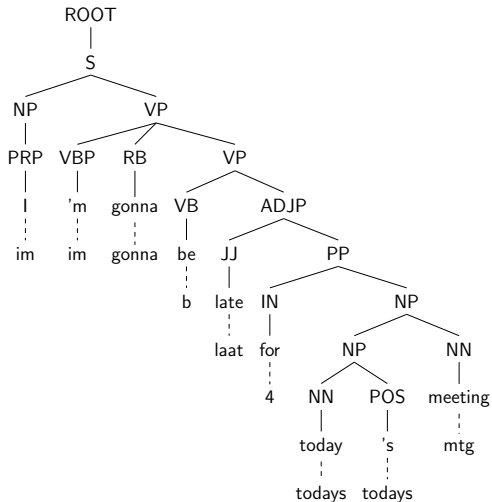 ROOT
S
NP VP
PRP VBP RB VP
I 'm gonna VB ADJP
im im gonna be JJ PP
b late IN NP
laat for NP NN
4 NN POS meeting
today 's mtg
todays todays